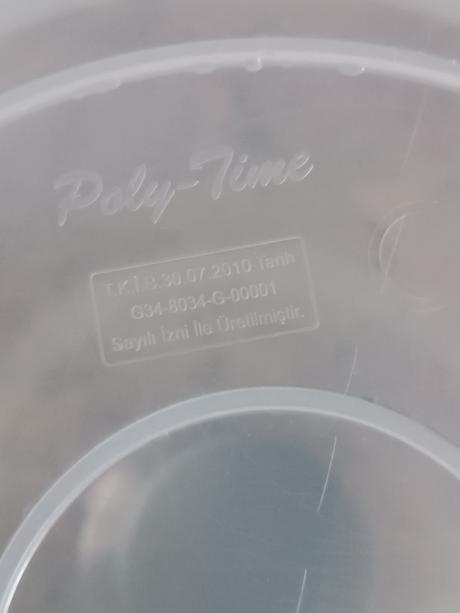 Poly-Time
T.K.İ.B.30.07.2010 Tarih
G34-8034-G-00001
Sayılı İzni İle Üretilmiştir.